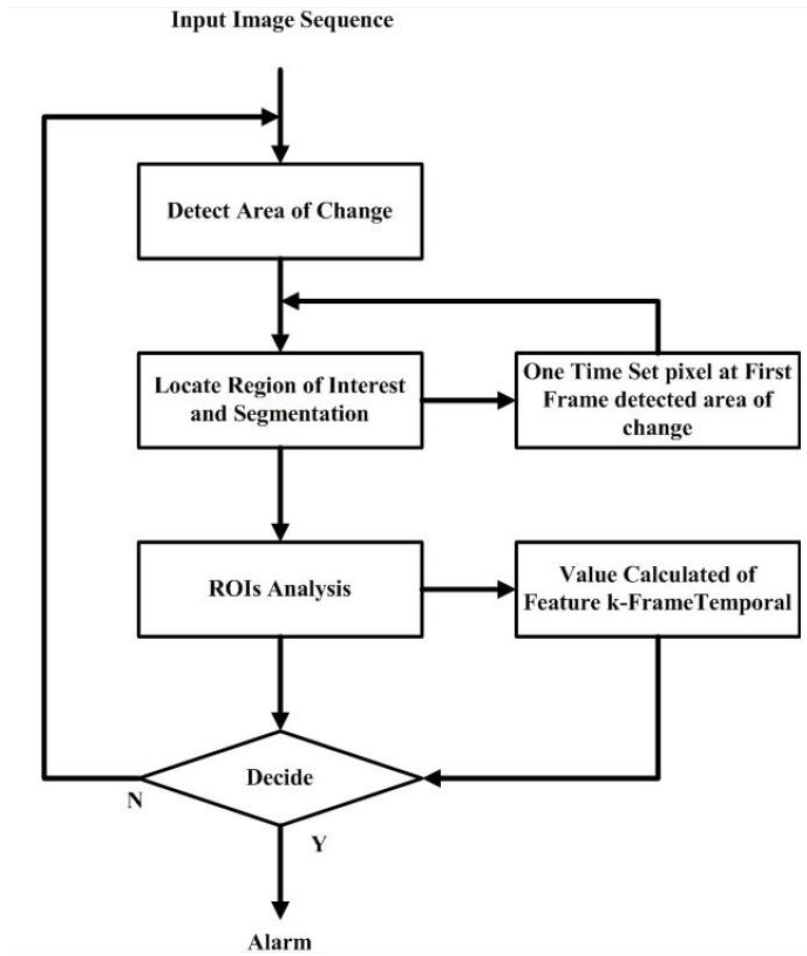 Input Image Sequence
Detect Area of Change
Locate Region of Interest
and Segmentation
One Time Set pixel at First
Frame detected area of
change
ROIs Analysis
Value Calculated of
Feature k-FrameTemporal
Decide
N
Y
Alarm